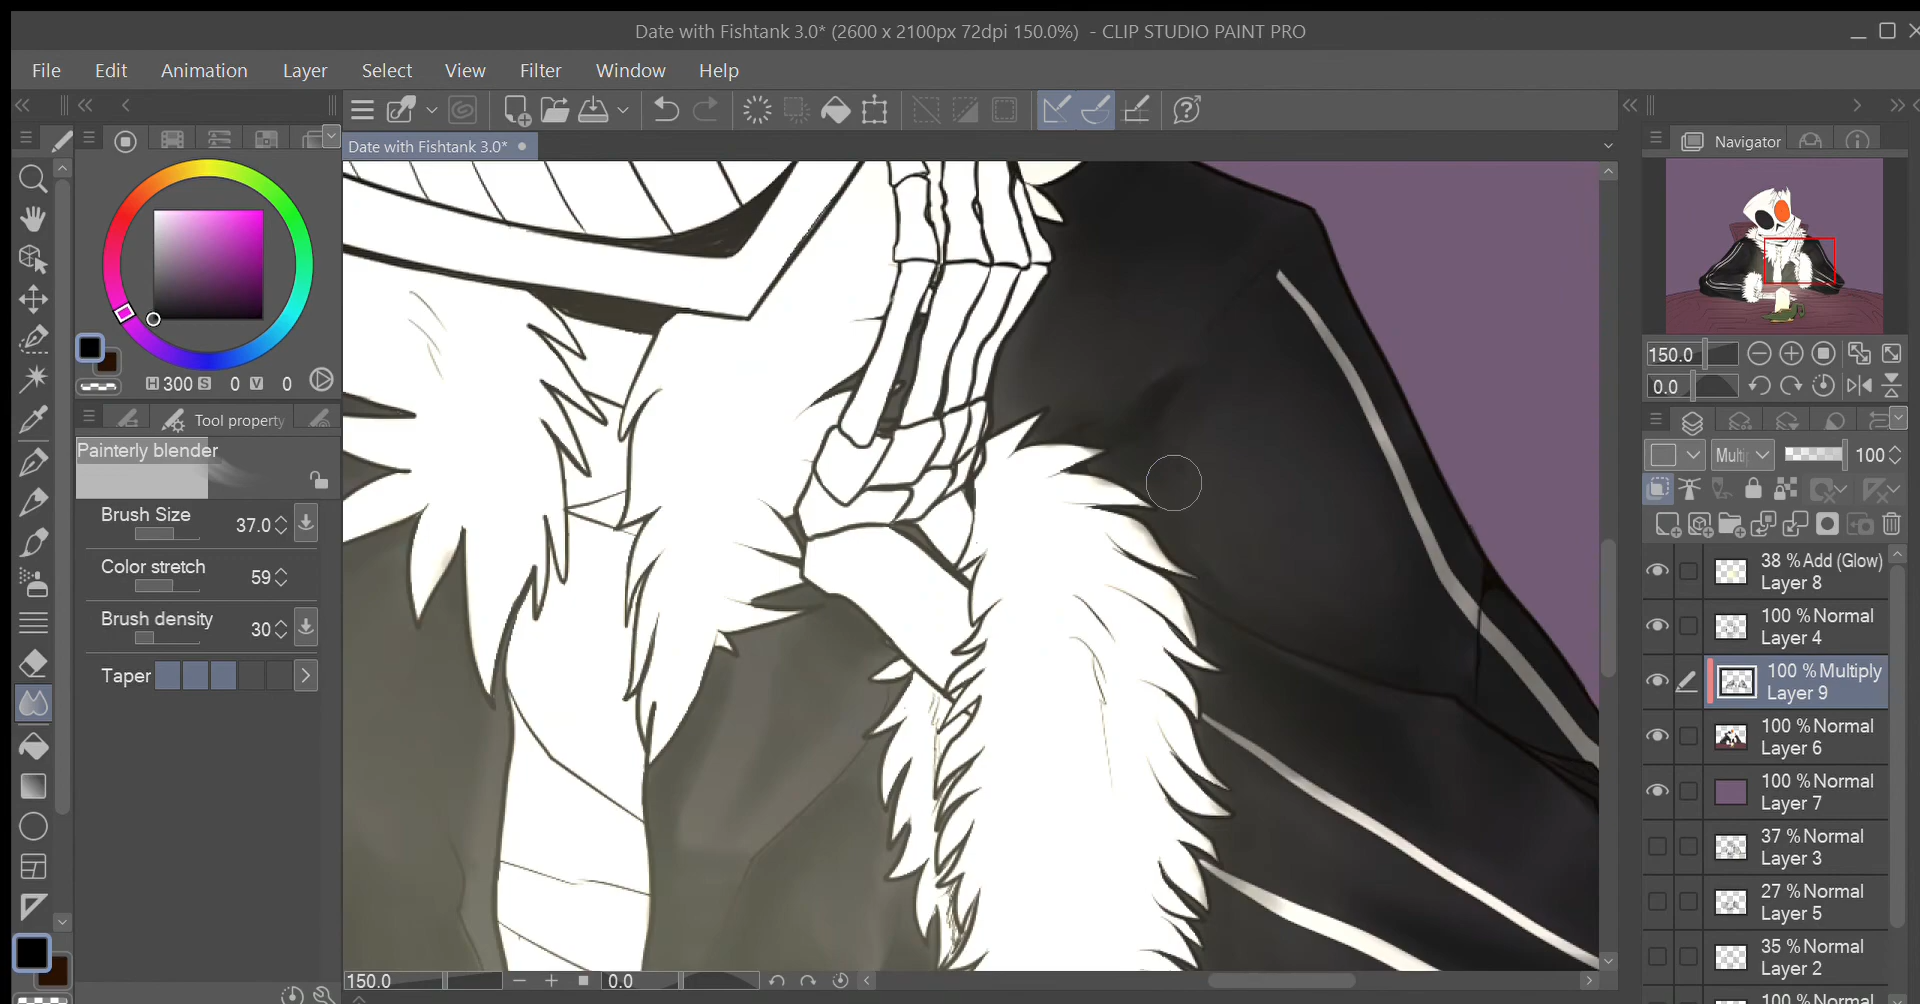 Date with Fishtank 3.0* (2600 x 2100px 72dpi 150.0%) - CLIP STUDIO PAINT PRO
File Edit Animation Layer Select View Filter Window Help
Date with Fishtank 3.0*
Navigator
150.0
0.0
H 300 S 0 V 0
Tool property
Painterly blender
Brush Size 37.0
Color stretch 59
Brush density 30
Taper
Multi 100
38 % Add (Glow)
Layer 8
100 % Normal
Layer 4
100 % Multiply
Layer 9
100 % Normal
Layer 6
100 % Normal
Layer 7
37 % Normal
Layer 3
27 % Normal
Layer 5
35 % Normal
Layer 2
100 % Normal
150.0 0.0